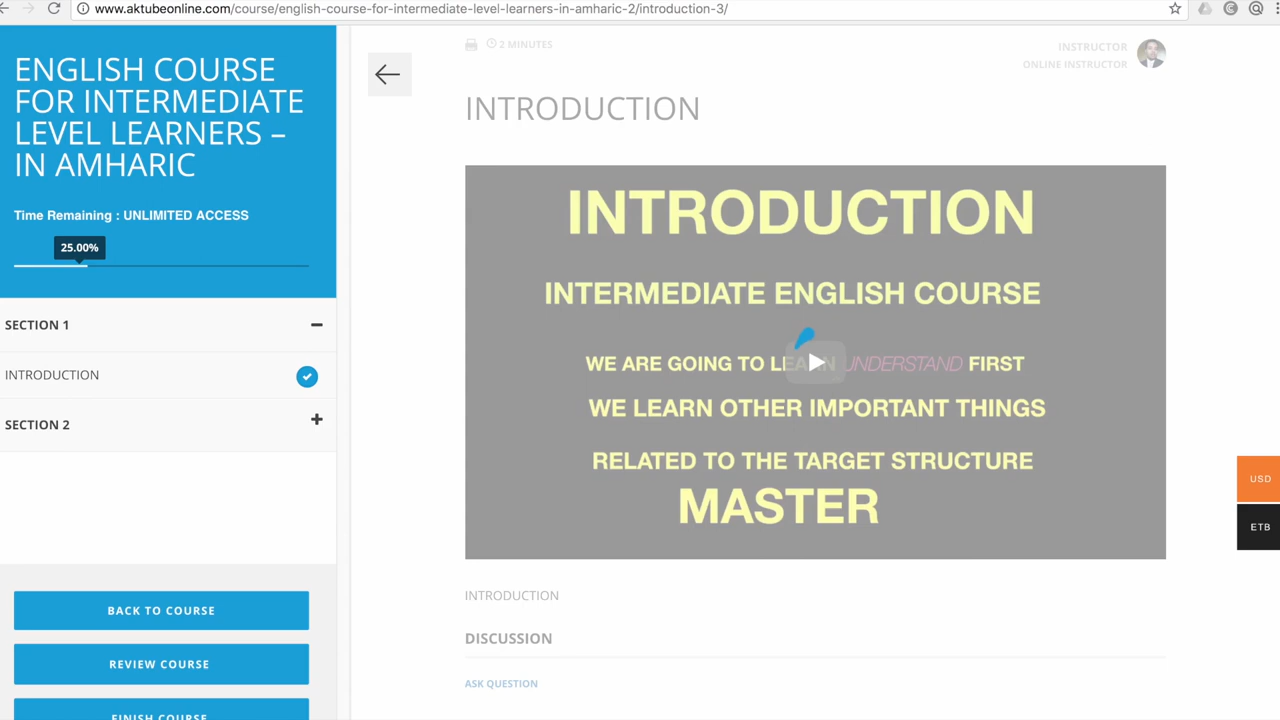 www.aktubeonline.com/course/english-course-for-intermediate-level-learners-in-amharic-2/introduction-3/
ENGLISH COURSE
FOR INTERMEDIATE
LEVEL LEARNERS –
IN AMHARIC
Time Remaining : UNLIMITED ACCESS
25.00%
SECTION 1
INTRODUCTION
SECTION 2
BACK TO COURSE
REVIEW COURSE
FINISH COURSE
2 MINUTES
INSTRUCTOR
ONLINE INSTRUCTOR
INTRODUCTION
INTRODUCTION
INTERMEDIATE ENGLISH COURSE
WE ARE GOING TO LEARN UNDERSTAND FIRST
WE LEARN OTHER IMPORTANT THINGS
RELATED TO THE TARGET STRUCTURE
MASTER
INTRODUCTION
DISCUSSION
ASK QUESTION
USD
ETB